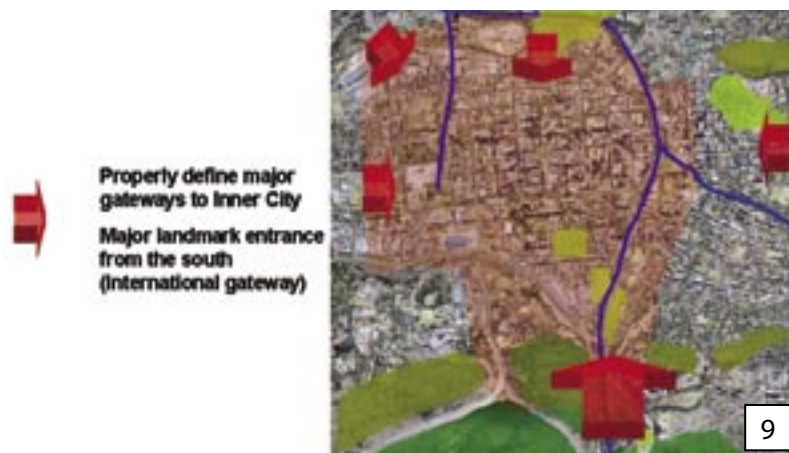 Properly define major
gateways to Inner City
Major landmark entrance
from the south
(International gateway)
9